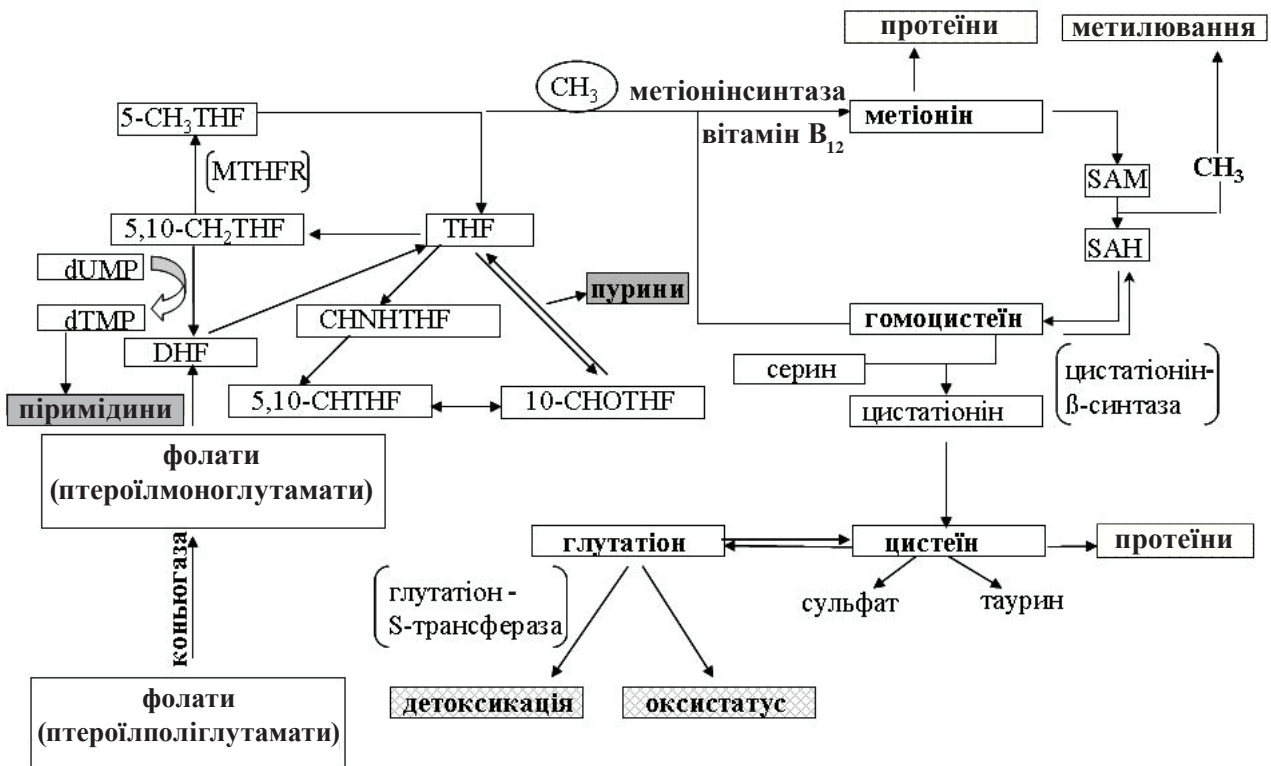 протеїни
метилювання
CH₃
метіонінсинтаза
вітамін B₁₂
5-CH₃THF
(MTHFR)
метіонін
SAM
CH₃
5,10-CH₂THF
THF
SAH
dUMP
dTMP
пурини
CHNHTHF
гомоцистеїн
DHF
серин
(цистатіонін-
ß-синтаза)
піримідини
5,10-CHTHF
10-CHOTHF
цистатіонін
фолати
(птероїлмоноглутамати)
коньюгаза
глутатіон
цистеїн
протеїни
(глутатіон -
S-трансфераза)
сульфат
таурин
фолати
(птероїлполіглутамати)
детоксикація
оксистатус